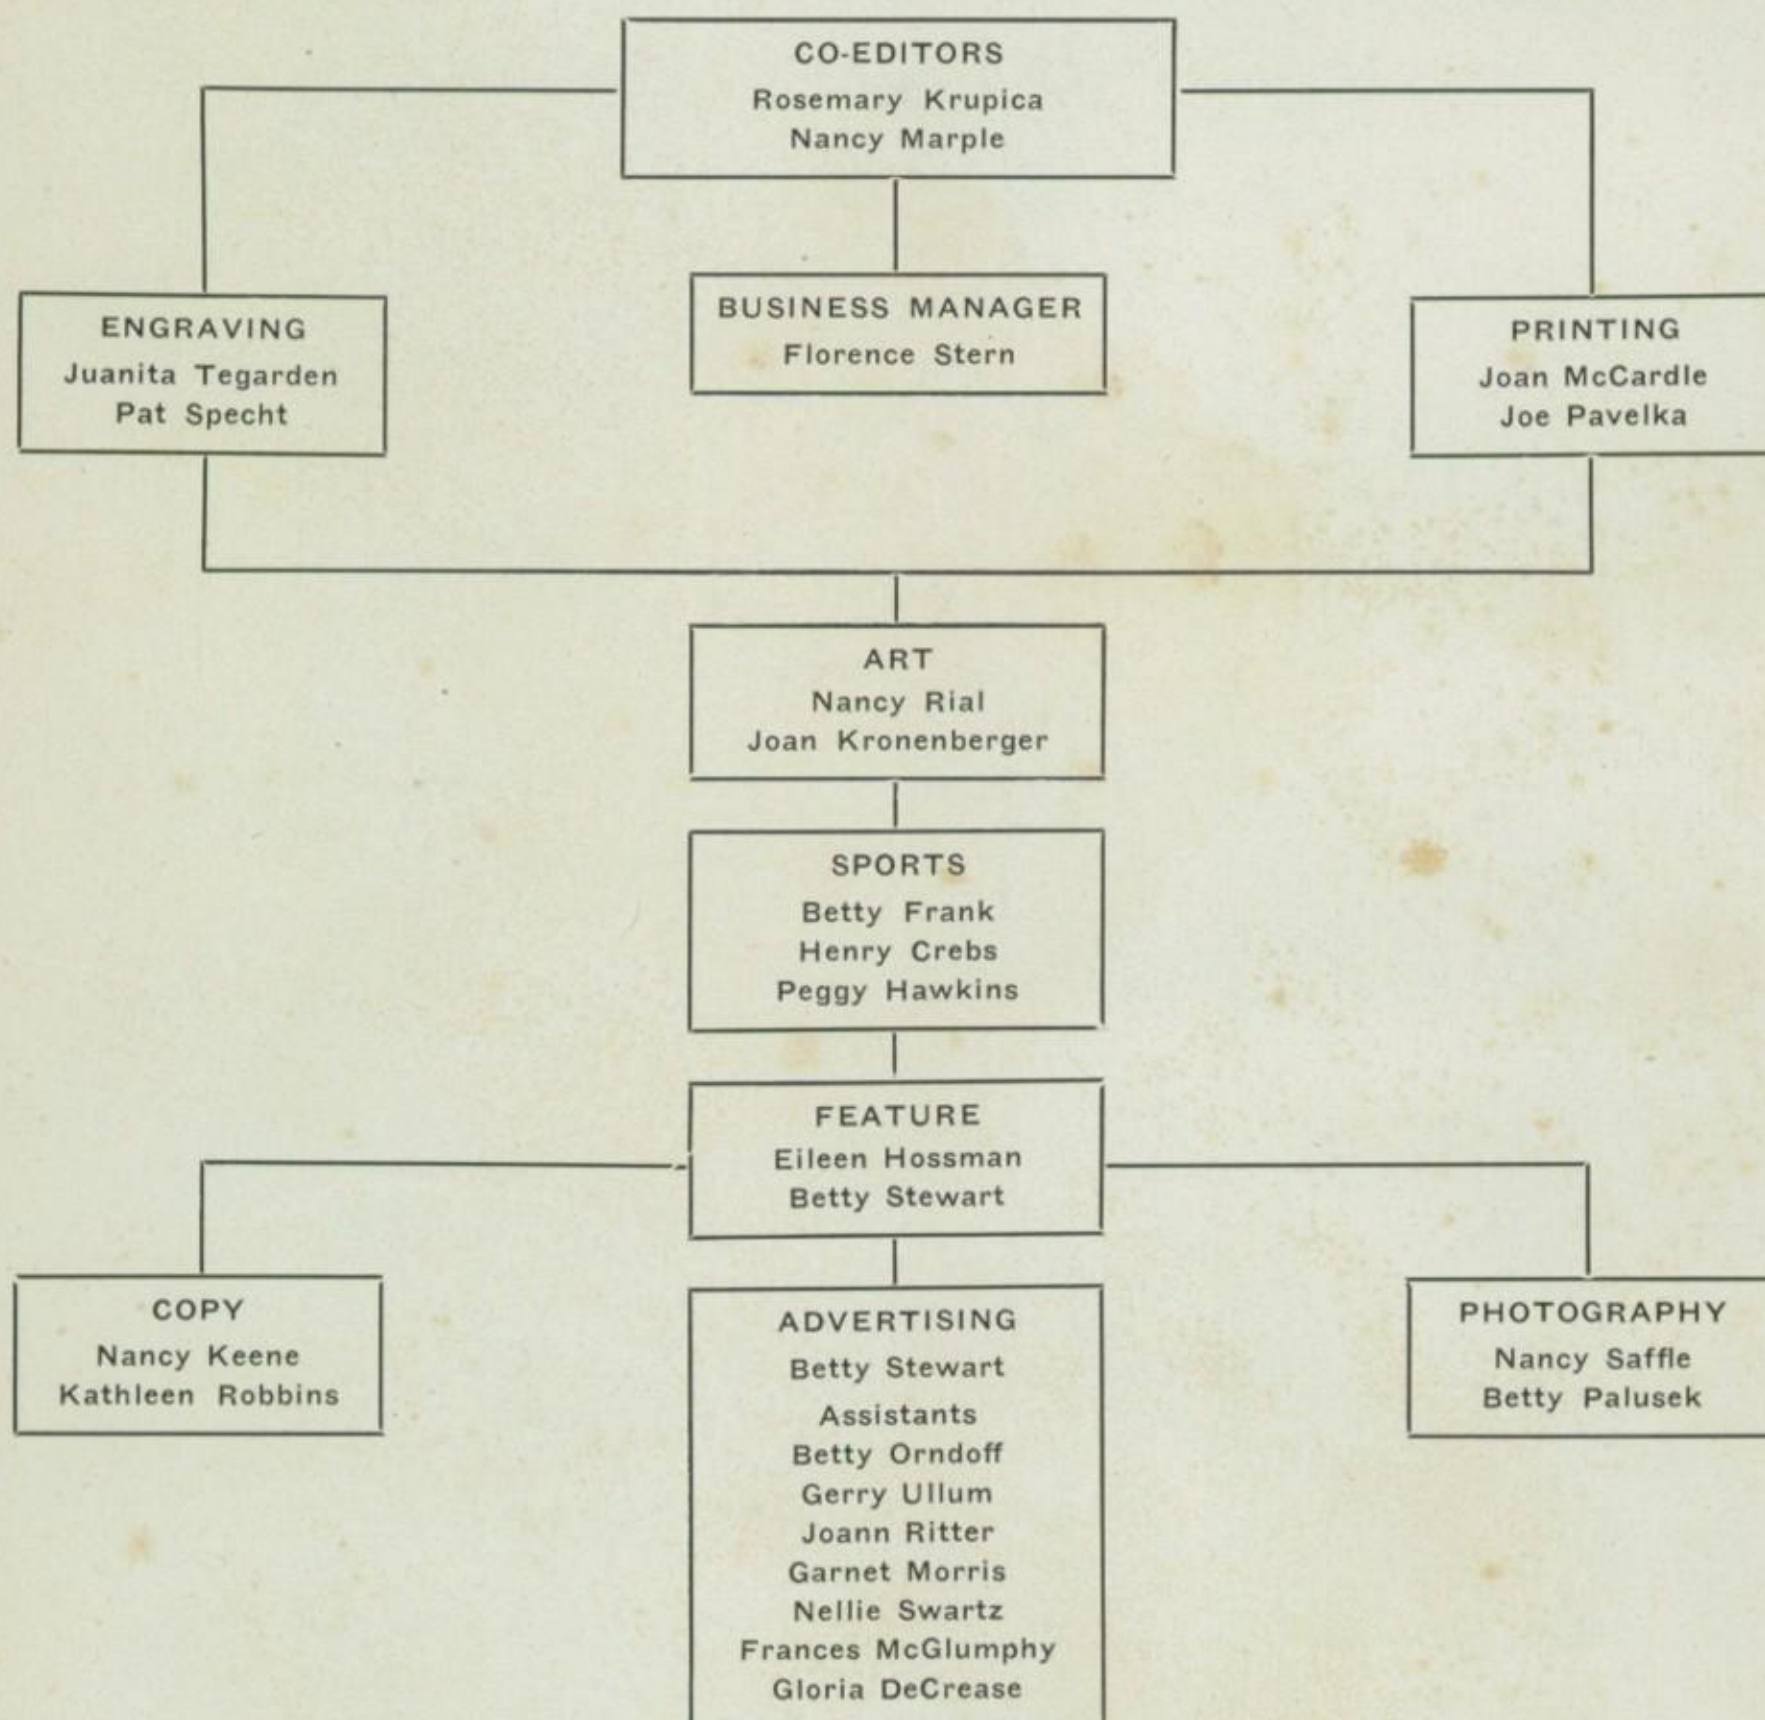 CO-EDITORS
Rosemary Krupica
Nancy Marple
ENGRAVING
Juanita Tegarden
Pat Specht
BUSINESS MANAGER
Florence Stern
PRINTING
Joan McCardle
Joe Pavelka
ART
Nancy Rial
Joan Kronenberger
SPORTS
Betty Frank
Henry Crebs
Peggy Hawkins
FEATURE
Eileen Hossman
Betty Stewart
COPY
Nancy Keene
Kathleen Robbins
ADVERTISING
Betty Stewart
Assistants
Betty Orndoff
Gerry Ullum
Joann Ritter
Garnet Morris
Nellie Swartz
Frances McGlumphy
Gloria DeCrease
PHOTOGRAPHY
Nancy Saffle
Betty Palusek